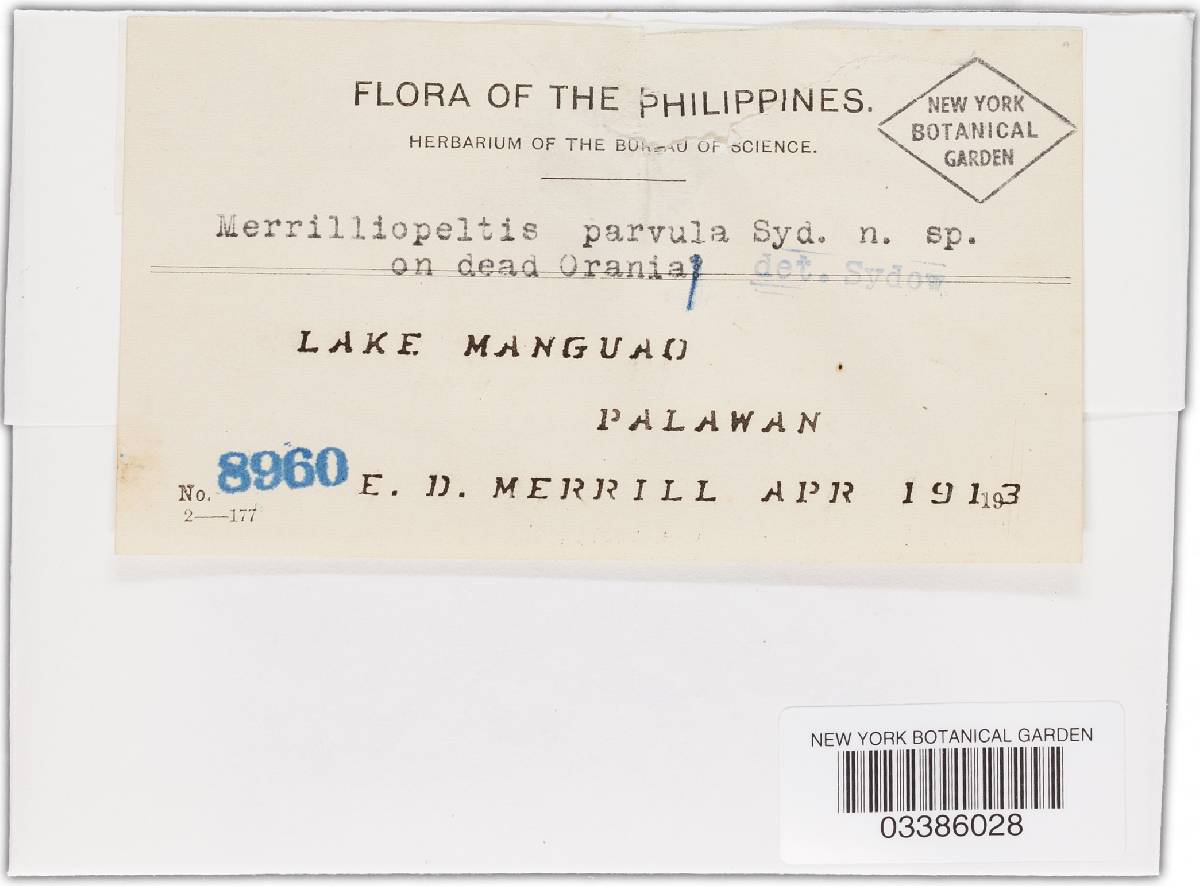 FLORA OF THE PHILIPPINES.
HERBARIUM OF THE BUREAU OF SCIENCE.
NEW YORK
BOTANICAL
GARDEN
Merrilliopeltis parvula Syd. n. sp.
on dead Orania, det. Sydow
LAKE MANGUAO
PALAWAN
No. 8960 E. D. MERRILL APR 191193
2—177
NEW YORK BOTANICAL GARDEN
03386028